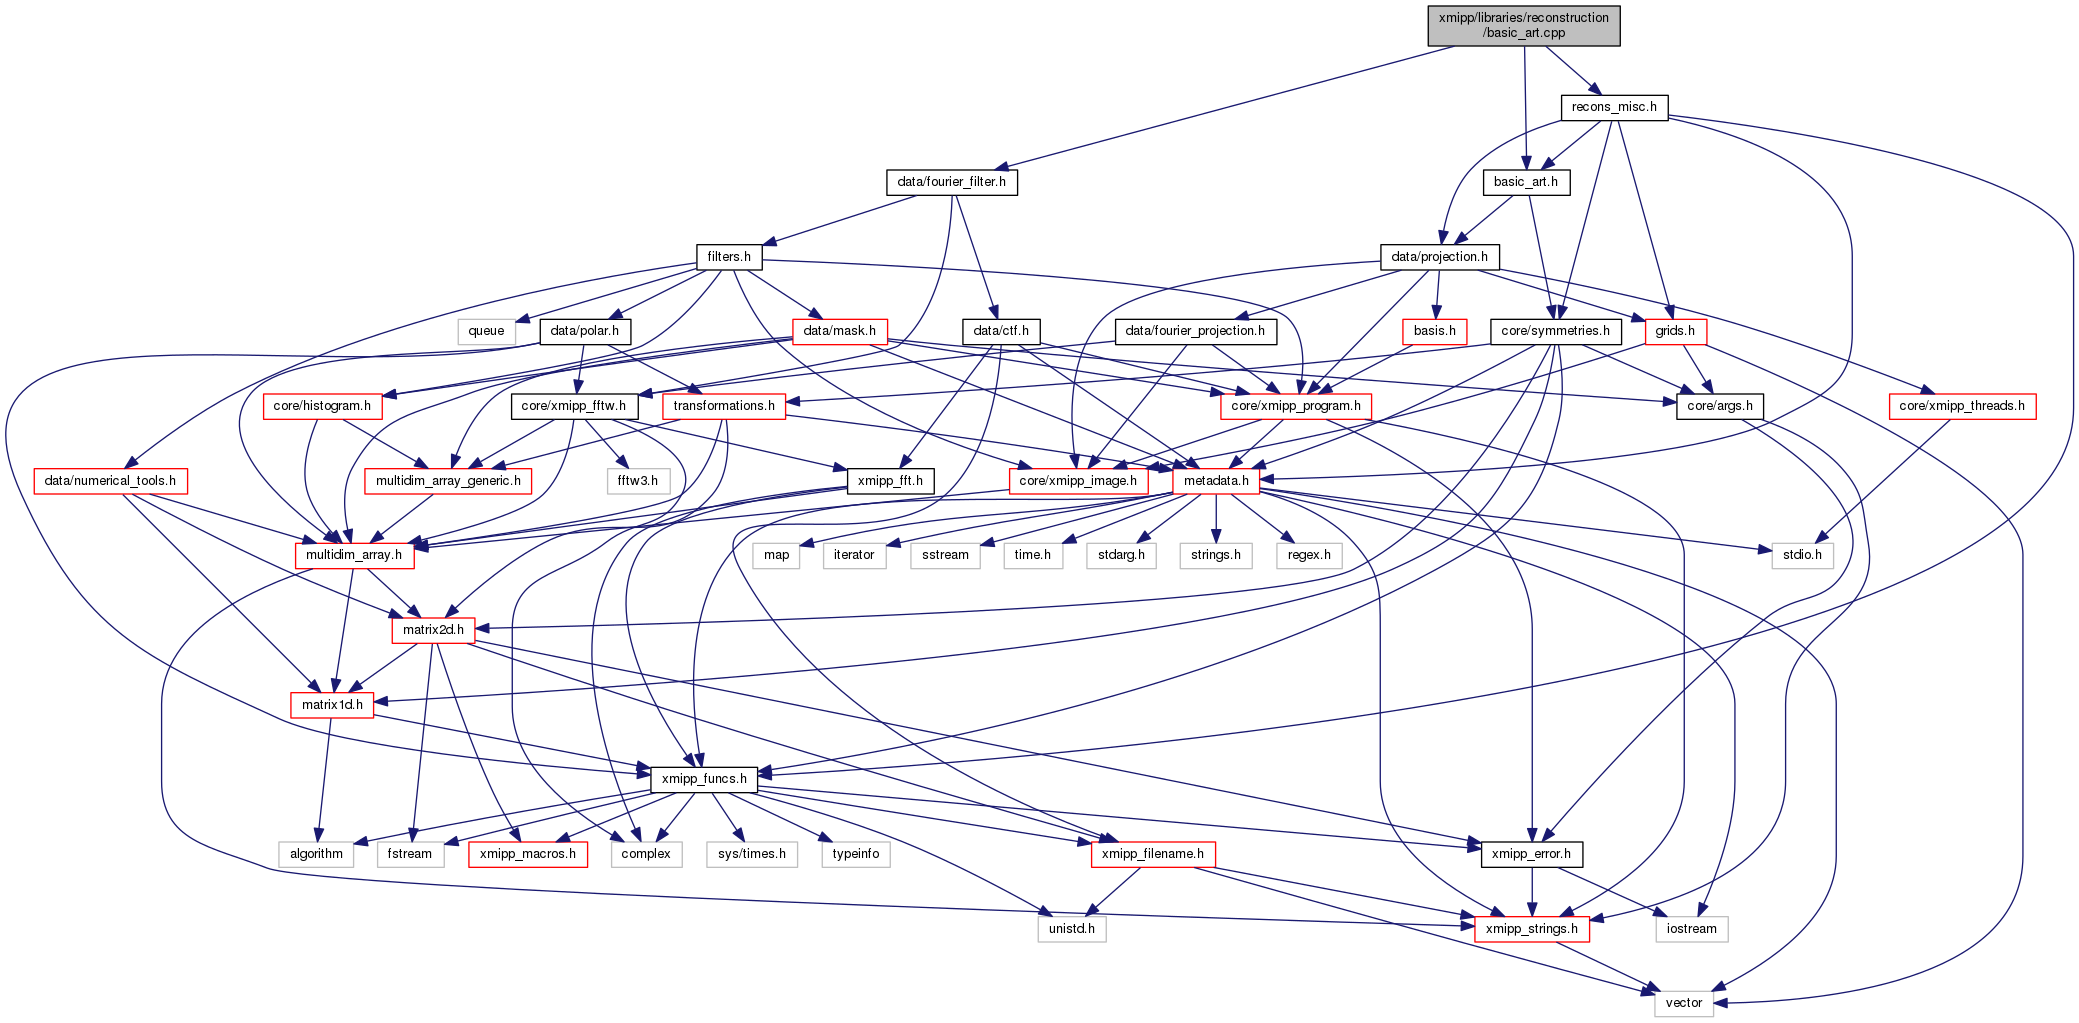 xmipp/libraries/reconstruction
/basic_art.cpp
recons_misc.h
data/fourier_filter.h
basic_art.h
filters.h
data/projection.h
queue
data/polar.h
data/mask.h
data/ctf.h
data/fourier_projection.h
basis.h
core/symmetries.h
grids.h
core/histogram.h
core/xmipp_fftw.h
transformations.h
core/xmipp_program.h
core/args.h
core/xmipp_threads.h
data/numerical_tools.h
multidim_array_generic.h
fftw3.h
xmipp_fft.h
core/xmipp_image.h
metadata.h
multidim_array.h
map
iterator
sstream
time.h
stdarg.h
strings.h
regex.h
stdio.h
matrix2d.h
matrix1d.h
xmipp_funcs.h
algorithm
fstream
xmipp_macros.h
complex
sys/times.h
typeinfo
xmipp_filename.h
xmipp_error.h
unistd.h
xmipp_strings.h
iostream
vector